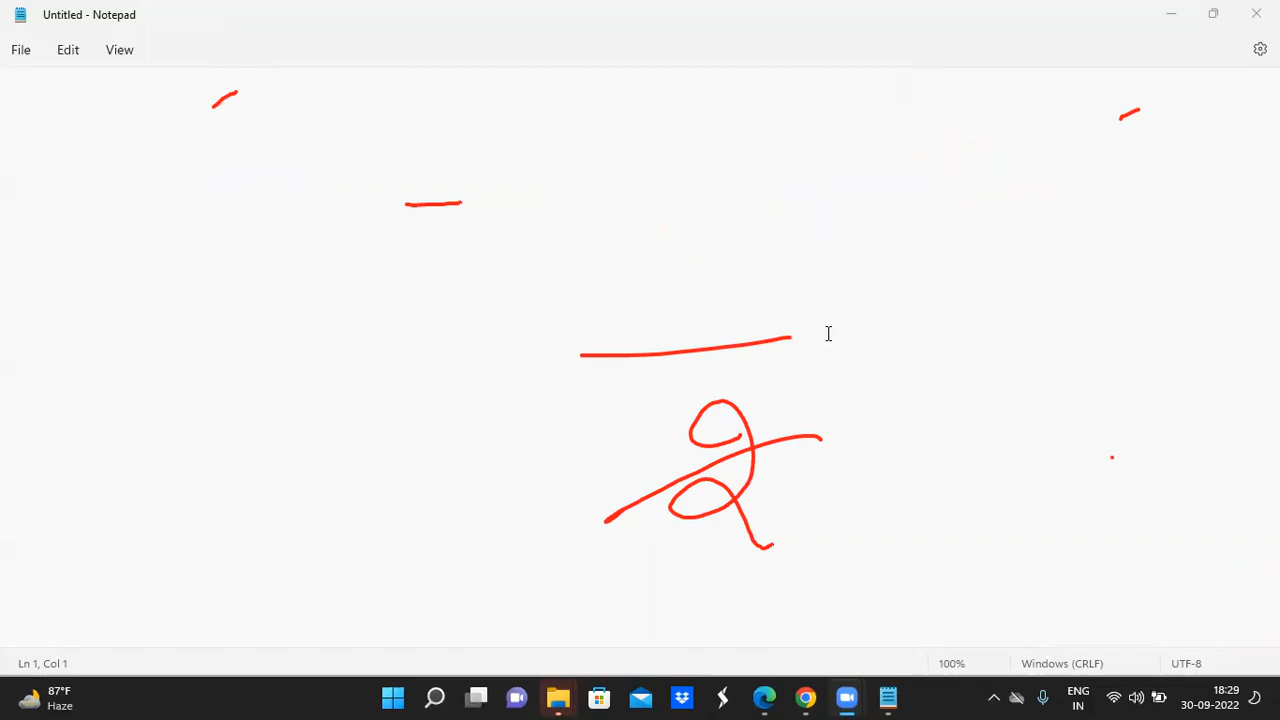 Untitled - Notepad
File Edit View
Ln 1, Col 1 100% Windows (CRLF) UTF-8
87°F
Haze
ENG
IN
18:29
30-09-2022